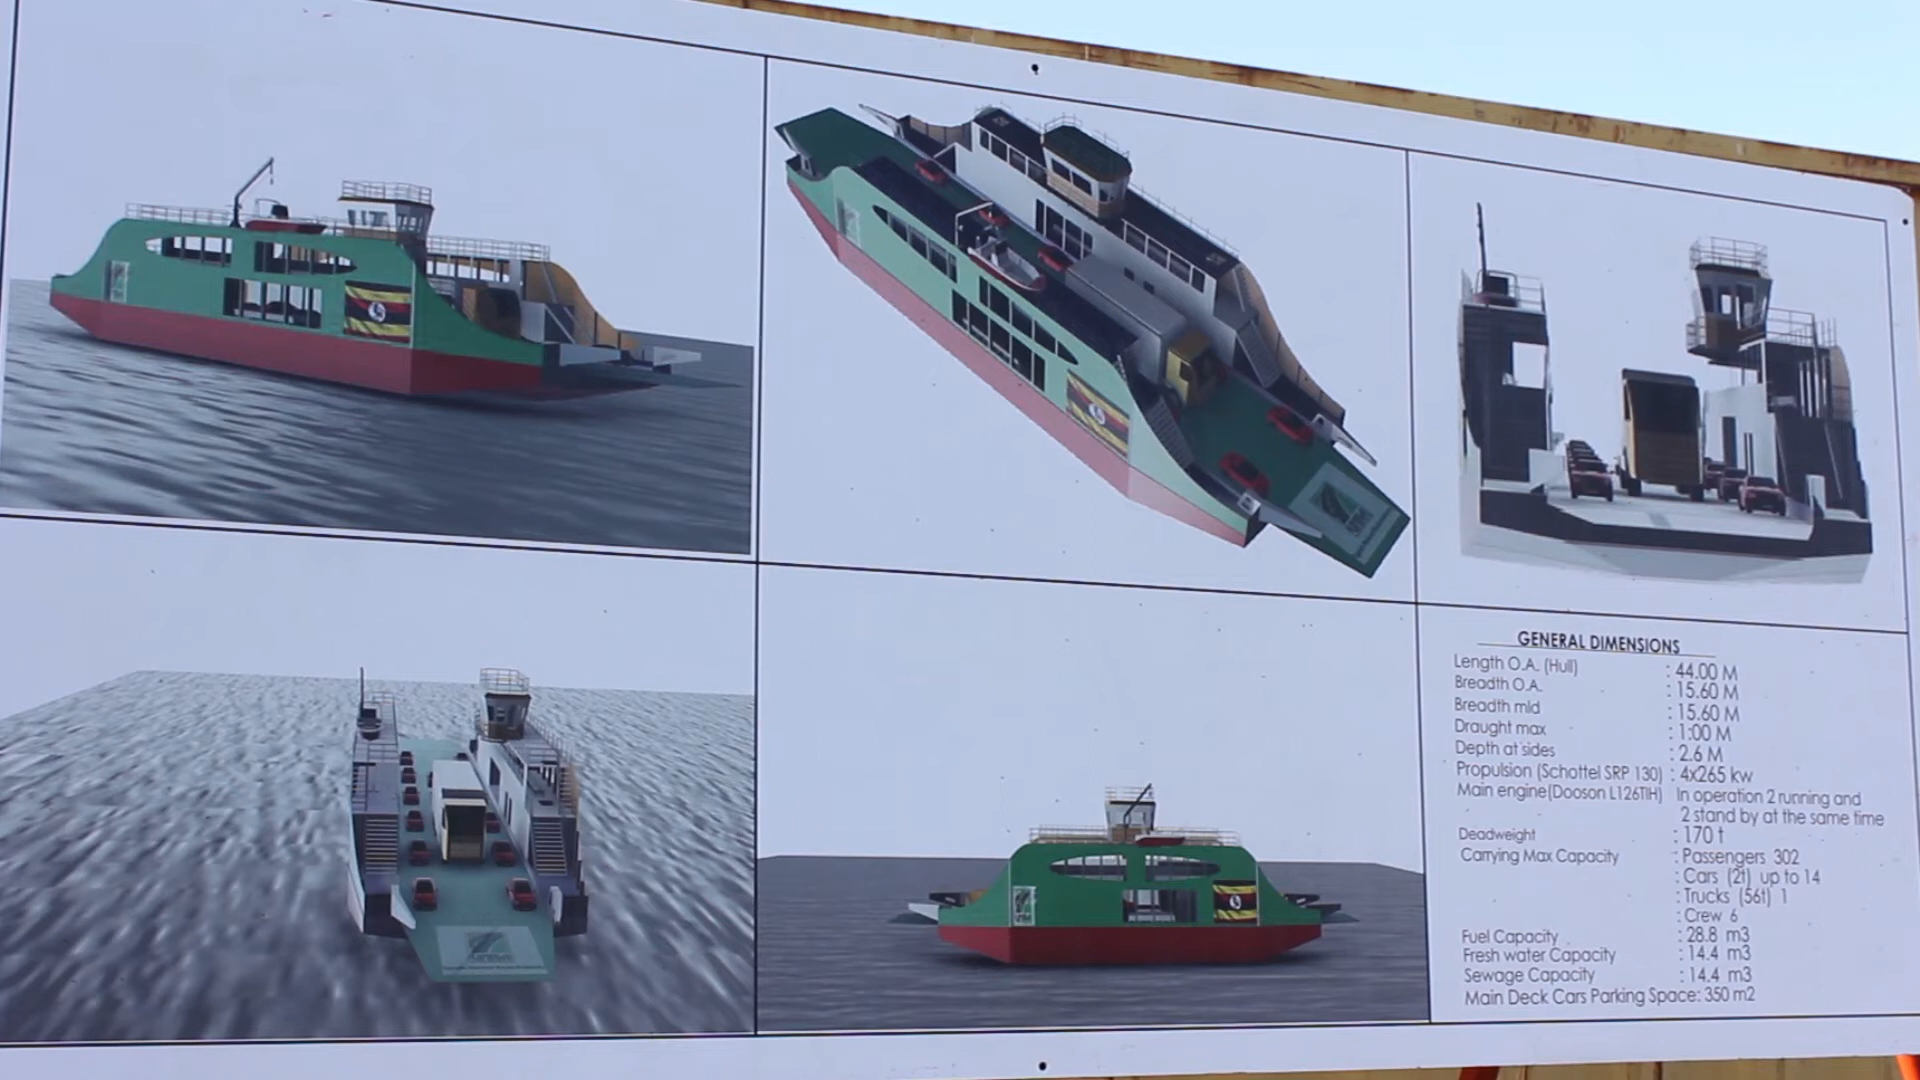 GENERAL DIMENSIONS
Length O.A. (Hull) : 44.00 M
Breadth O.A. : 15.60 M
Breadth mld : 15.60 M
Draught max : 1:00 M
Depth at sides : 2.6 M
Propulsion (Schottel SRP 130) : 4x265 kw
Main engine(Dooson L126TIH) In operation 2 running and
2 stand by at the same time
Deadweight : 170 t
Carrying Max Capacity : Passengers 302
: Cars (2t) up to 14
: Trucks (56t) 1
: Crew 6
Fuel Capacity : 28.8 m3
Fresh water Capacity : 14.4 m3
Sewage Capacity : 14.4 m3
Main Deck Cars Parking Space: 350 m2